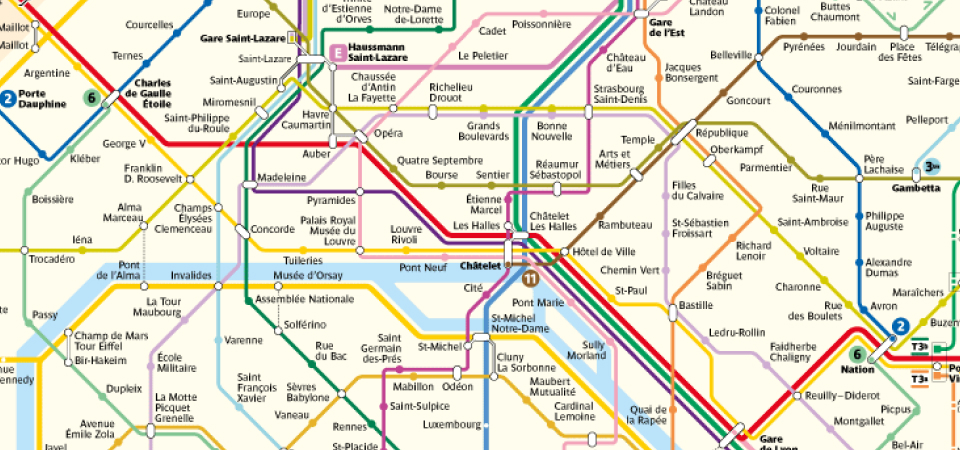 Courcelles
Europe
d'Estienne
d'Orves
Notre-Dame-
de-Lorette
Poissonnière
Château
Landon
Gare
de l'Est
Colonel
Fabien
Buttes
Chaumont
Maillot
Maillot
Gare Saint-Lazare
E
Haussmann
Saint-Lazare
Cadet
Pyrénées
Jourdain
Place
des Fêtes
Ternes
Saint-Lazare
Le Peletier
Château
d'Eau
Belleville
Argentine
Saint-Augustin
Chaussée
d'Antin
La Fayette
Jacques
Bonsergent
2
Porte
Dauphine
6
Charles
de Gaulle
Étoile
Miromesnil
Richelieu
Drouot
Strasbourg
Saint-Denis
Goncourt
Couronnes
Saint-Philippe
du-Roule
Havre
Caumartin
Opéra
Grands
Boulevards
Bonne
Nouvelle
Temple
République
Ménilmontant
Pelleport
George V
Auber
Oberkampf
Kléber
Quatre Septembre
Réaumur
Sébastopol
Arts et
Métiers
Parmentier
Père
Lachaise
3bis
Franklin
D. Roosevelt
Madeleine
Bourse
Sentier
Gambetta
Boissière
Pyramides
Étienne
Marcel
Filles
du Calvaire
Rue
Saint-Maur
Alma
Marceau
Champs
Élysées
Clemenceau
Palais Royal
Musée du
Louvre
Louvre
Rivoli
Les Halles
Châtelet
Les Halles
Rambuteau
St-Sébastien
Froissart
Saint-Ambroise
Philippe
Auguste
Iéna
Concorde
Hôtel de Ville
Richard
Lenoir
Voltaire
Trocadéro
Tuileries
Pont Neuf
Châtelet
11
Chemin Vert
Alexandre
Dumas
Pont
de l'Alma
Invalides
Musée d'Orsay
Cité
St-Paul
Bréguet
Sabin
Charonne
Maraîchers
Passy
La Tour
Maubourg
Assemblée Nationale
Pont Marie
Bastille
Rue
des Boulets
Avron
Champ de Mars
Tour Eiffel
Bir-Hakeim
Varenne
Solférino
St-Michel
Notre-Dame
Ledru-Rollin
2
École
Militaire
Rue
du Bac
Saint
Germain
des-Prés
St-Michel
Sully
Morland
Faidherbe
Chaligny
6
Nation
T3b
Dupleix
Saint
François
Xavier
Sèvres
Babylone
Mabillon
Odéon
Cluny
La Sorbonne
Maubert
Mutualité
T3a
La Motte
Picquet
Grenelle
Vaneau
Saint-Sulpice
Cardinal
Lemoine
Quai de
la Rapée
Reuilly–Diderot
Picpus
Avenue
Émile Zola
Rennes
Luxembourg
Montgallet
St-Placide
Gare
de Lyon
Bel-Air